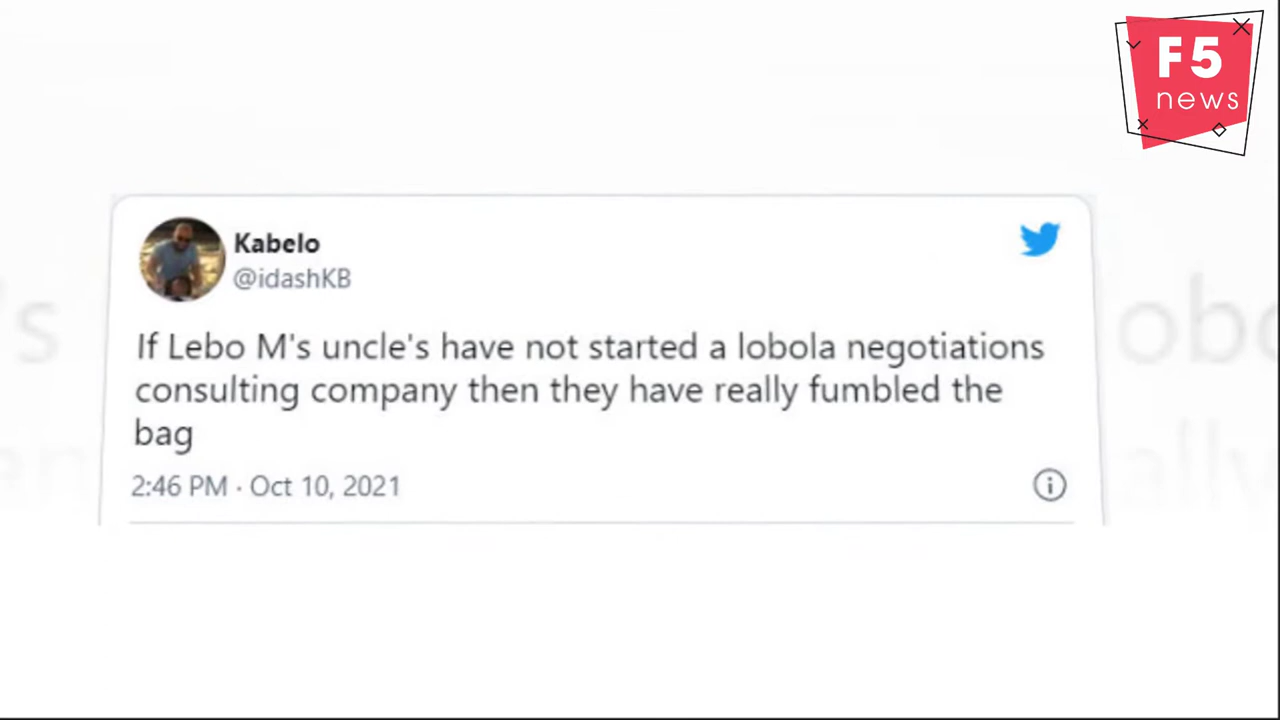 F5
news
Kabelo
@idashKB
If Lebo M's uncle's have not started a lobola negotiations
consulting company then they have really fumbled the
bag
2:46 PM · Oct 10, 2021